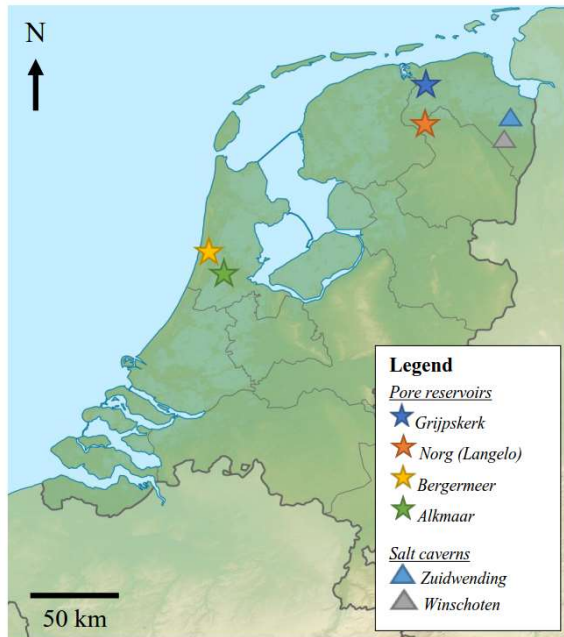 N
Legend
Pore reservoirs
Grijpskerk
Norg (Langelo)
Bergermeer
Alkmaar
Salt caverns
Zuidwending
Winschoten
50 km